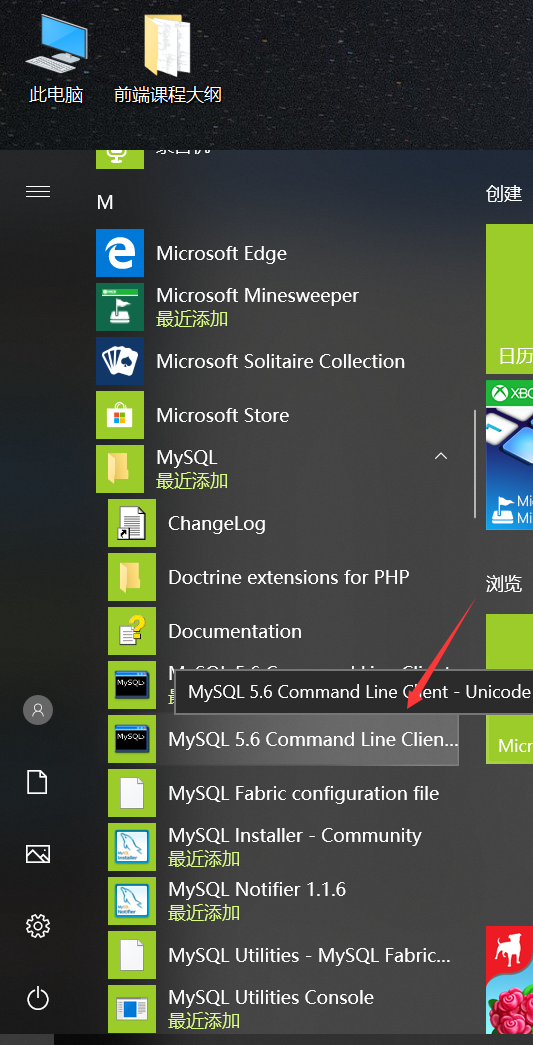 此电脑
前端课程大纲
M
创建
Microsoft Edge
Microsoft Minesweeper
最近添加
Microsoft Solitaire Collection
日历
XBO
Microsoft Store
MySQL
最近添加
Mi
Mi
ChangeLog
Doctrine extensions for PHP
浏览
Documentation
MySQL 5.6 Command Line Client - Unicode
MySQL 5.6 Command Line Clien...
Micr
MySQL Fabric configuration file
MySQL Installer - Community
最近添加
MySQL Notifier 1.1.6
最近添加
MySQL Utilities - MySQL Fabric...
MySQL Utilities Console
最近添加